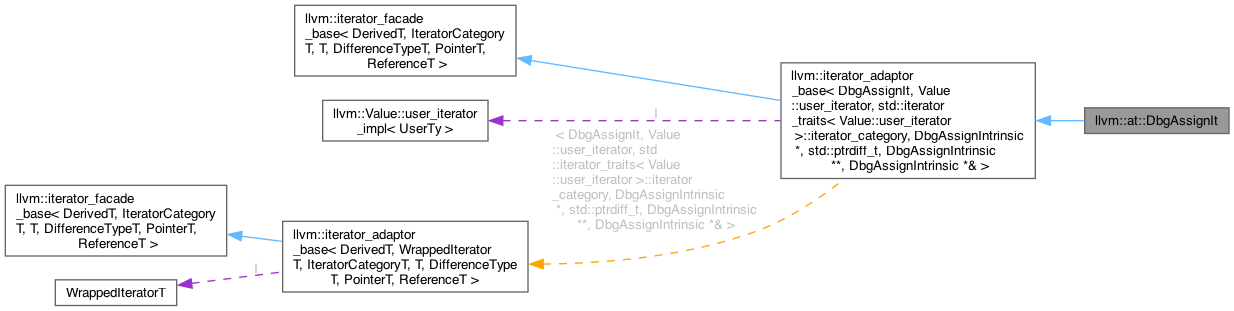 llvm::iterator_facade
_base< DerivedT, IteratorCategory
T, T, DifferenceTypeT, PointerT,
ReferenceT >
llvm::Value::user_iterator
_impl< UserTy >
I
< DbgAssignIt, Value
::user_iterator, std
::iterator_traits< Value
::user_iterator >::iterator
_category, DbgAssignIntrinsic
*, std::ptrdiff_t, DbgAssignIntrinsic
**, DbgAssignIntrinsic *& >
llvm::iterator_adaptor
_base< DbgAssignIt, Value
::user_iterator, std::iterator
_traits< Value::user_iterator
>::iterator_category, DbgAssignIntrinsic
*, std::ptrdiff_t, DbgAssignIntrinsic
**, DbgAssignIntrinsic *& >
llvm::at::DbgAssignIt
llvm::iterator_facade
_base< DerivedT, IteratorCategory
T, T, DifferenceTypeT, PointerT,
ReferenceT >
WrappedIteratorT
I
llvm::iterator_adaptor
_base< DerivedT, WrappedIterator
T, IteratorCategoryT, T, DifferenceType
T, PointerT, ReferenceT >